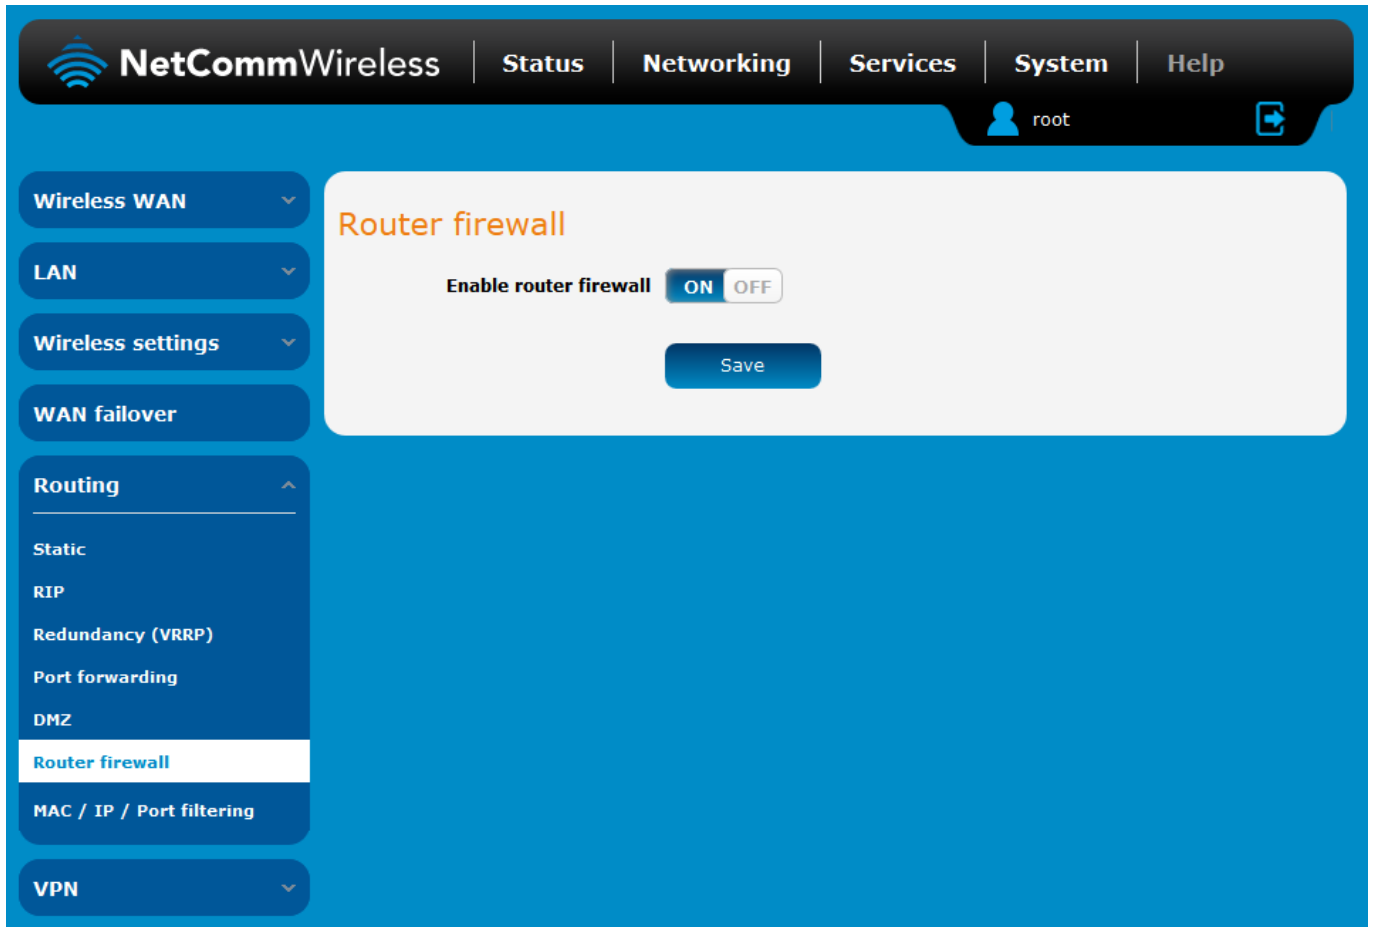 NetCommWireless Status Networking Services System Help
root
Wireless WAN
LAN
Wireless settings
WAN failover
Routing
Static
RIP
Redundancy (VRRP)
Port forwarding
DMZ
Router firewall
MAC / IP / Port filtering
VPN
Router firewall
Enable router firewall ON OFF
Save